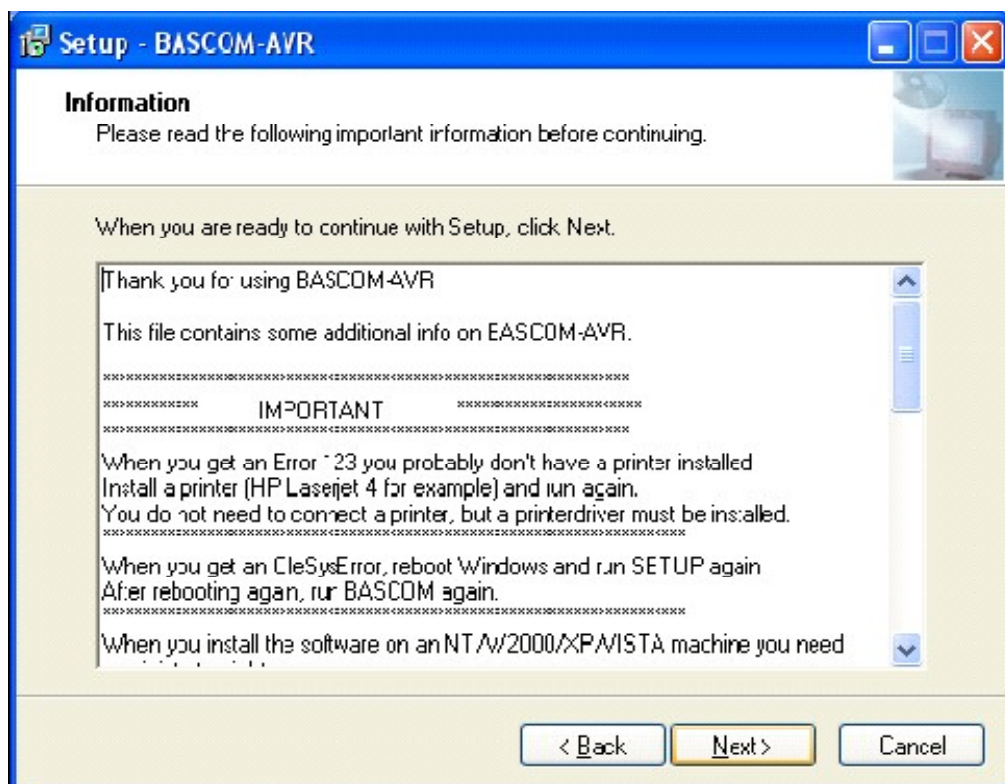 Setup - BASCOM-AVR
Information
Please read the following important information before continuing.
When you are ready to continue with Setup, click Next.
Thank you for using BASCOM-AVR
This file contains some additional info on EASCOM-AVR.
IMPORTANT
When you get an Error 123 you probably don't have a printer installed
Install a printer (HP Laserjet 4 for example) and run again.
You do not need to connect a printer, but a printerdriver must be installed.
When you get an CleSysError, reboot Windows and run SETUP again
After rebooting again, run BASCOM again.
When you install the software on an NT/W2000/XP/VISTA machine you need
< Back
Next >
Cancel